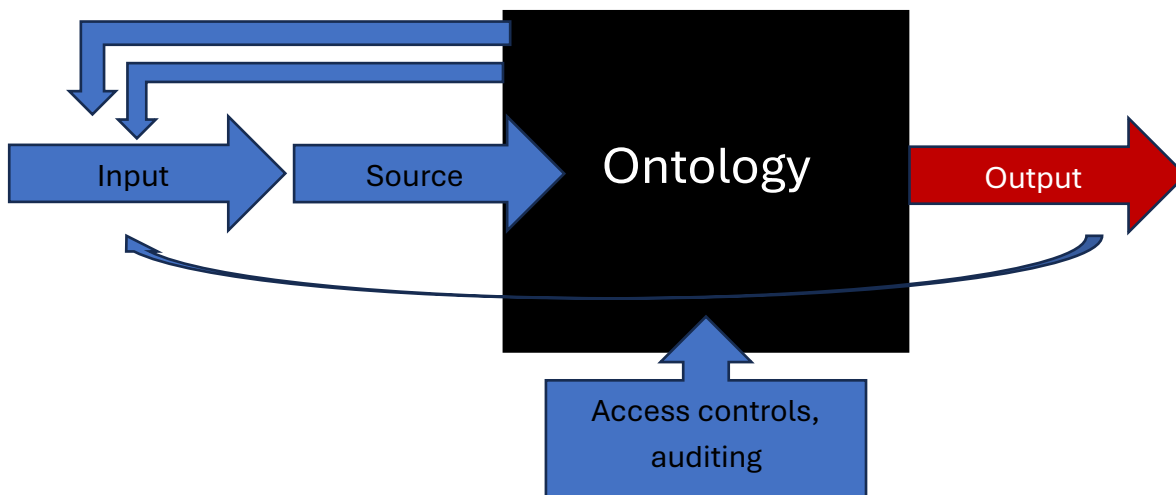 Input
Source
Ontology
Output
Access controls,
auditing